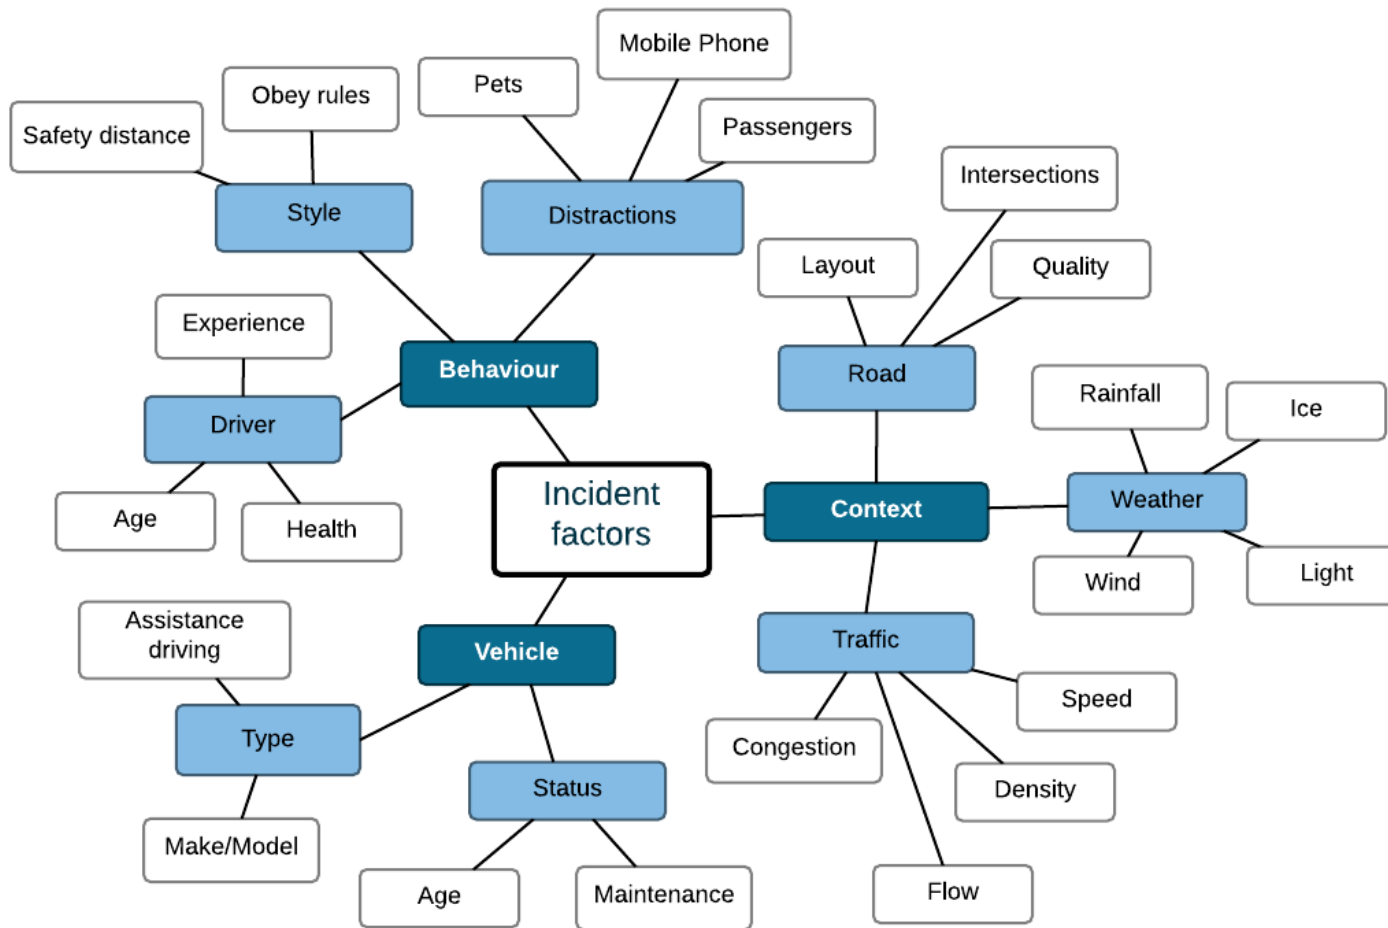 Mobile Phone
Pets
Obey rules
Passengers
Safety distance
Style
Distractions
Intersections
Layout
Quality
Experience
Behaviour
Road
Rainfall
Ice
Driver
Incident
factors
Context
Weather
Age
Health
Wind
Light
Assistance
driving
Vehicle
Traffic
Speed
Type
Congestion
Status
Density
Make/Model
Age
Maintenance
Flow